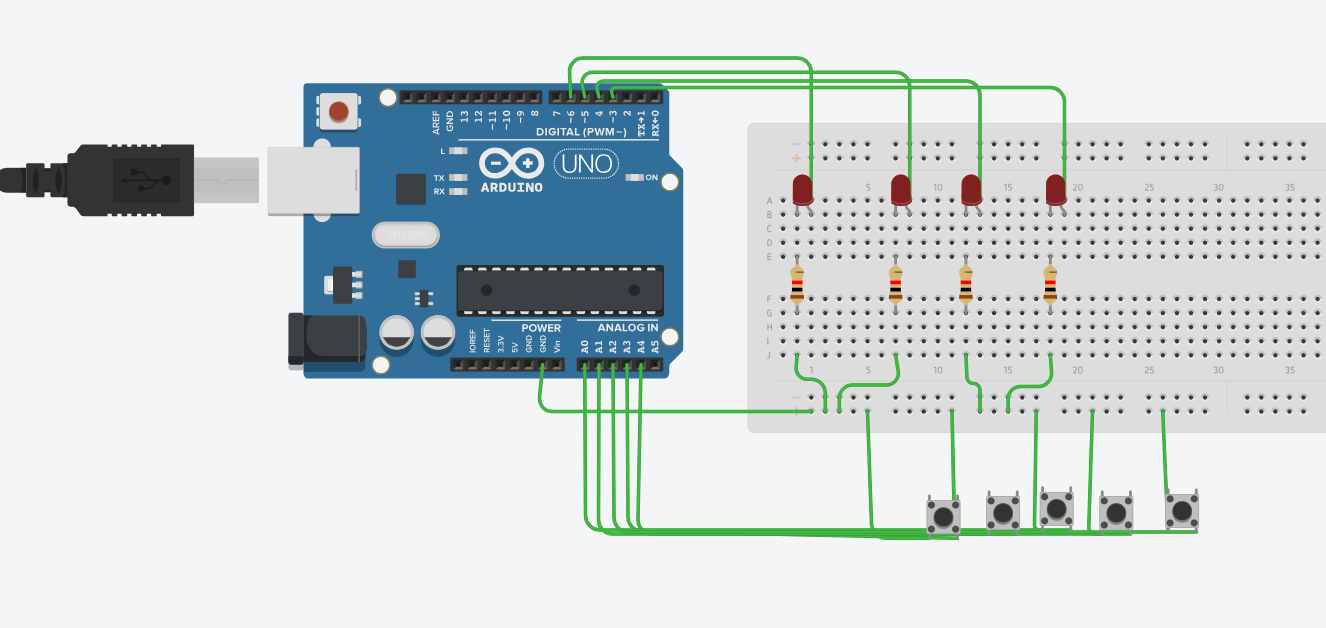 AREF
GND
13
12
~11
~10
~9
8
7
~6
~5
4
~3
2
TX→1
RX←0
DIGITAL (PWM~)
L
TX
RX
ARDUINO
UNO
ON
IOREF
RESET
3.3V
5V
GND
GND
Vin
POWER
ANALOG IN
A0
A1
A2
A3
A4
A5
5 10 15 20 25 30 35
A
B
C
D
E
F
G
H
I
J
1 5 10 15 20 25 30 35